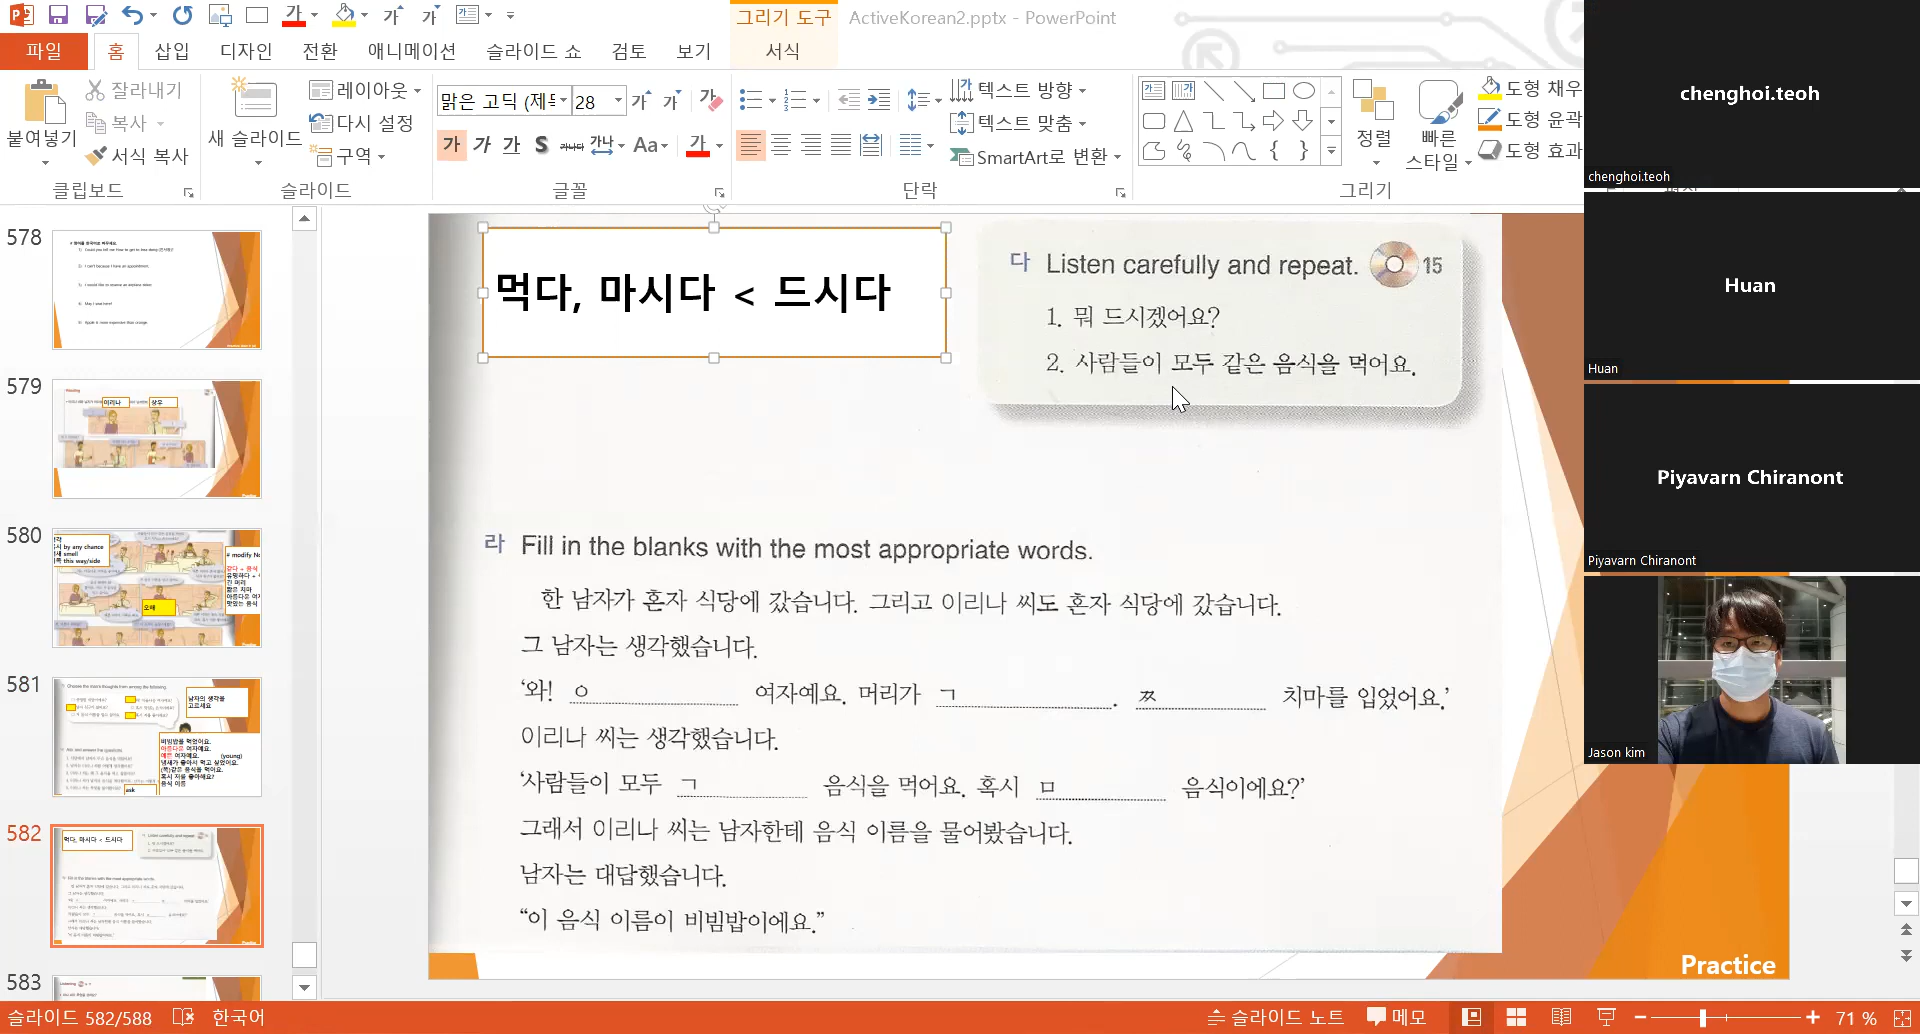 그리기 도구
ActiveKorean2.pptx - PowerPoint
파일 홈 삽입 디자인 전환 애니메이션 슬라이드 쇼 검토 보기 서식
붙여넣기
잘라내기
복사
서식 복사
클립보드
새 슬라이드
레이아웃
다시 설정
구역
슬라이드
맑은 고딕 (제목
28
가 가 가 S 가나다 가나 Aa 가
글꼴
텍스트 방향
텍스트 맞춤
SmartArt로 변환
단락
정렬
빠른 스타일
도형 채우
도형 윤곽
도형 효과
그리기
578
579
580
581
582
583
먹다, 마시다 < 드시다
다 Listen carefully and repeat. 15
1. 뭐 드시겠어요?
2. 사람들이 모두 같은 음식을 먹어요.
라 Fill in the blanks with the most appropriate words.
한 남자가 혼자 식당에 갔습니다. 그리고 이리나 씨도 혼자 식당에 갔습니다.
그 남자는 생각했습니다.
‘와! ㅇ 여자예요. 머리가 ㄱ . ㅉ 치마를 입었어요.’
이리나 씨는 생각했습니다.
‘사람들이 모두 ㄱ 음식을 먹어요. 혹시 ㅁ 음식이에요?’
그래서 이리나 씨는 남자한테 음식 이름을 물어봤습니다.
남자는 대답했습니다.
“이 음식 이름이 비빔밥이에요.”
Practice
chenghoi.teoh
chenghoi.teoh
Huan
Huan
Piyavarn Chiranont
Piyavarn Chiranont
Jason kim
슬라이드 582/588 한국어
슬라이드 노트 메모 71 %